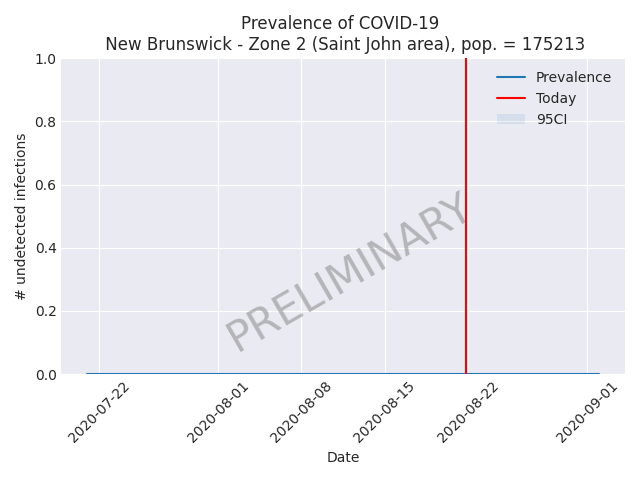 Prevalence of COVID-19
New Brunswick - Zone 2 (Saint John area), pop. = 175213
# undetected infections
1.0
0.8
0.6
0.4
0.2
0.0
Prevalence
Today
95CI
PRELIMINARY
2020-07-22
2020-08-01
2020-08-08
2020-08-15
2020-08-22
2020-09-01
Date